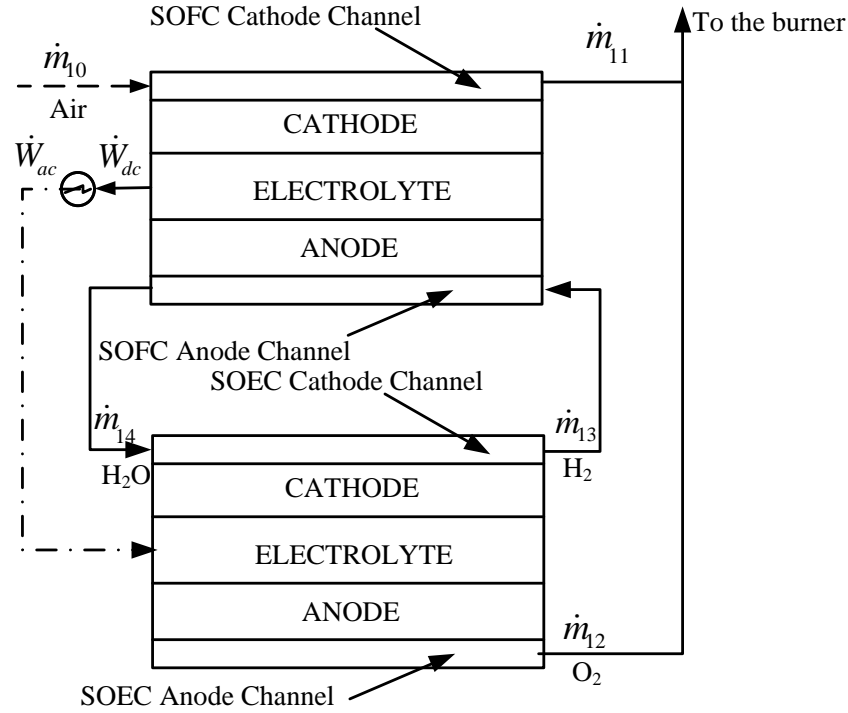 SOFC Cathode Channel
ṁ₁₀
ṁ₁₁
To the burner
Air
CATHODE
Ẇac
Ẇdc
ELECTROLYTE
ANODE
SOFC Anode Channel
SOEC Cathode Channel
ṁ₁₄
ṁ₁₃
H₂O
H₂
CATHODE
ELECTROLYTE
ANODE
ṁ₁₂
O₂
SOEC Anode Channel